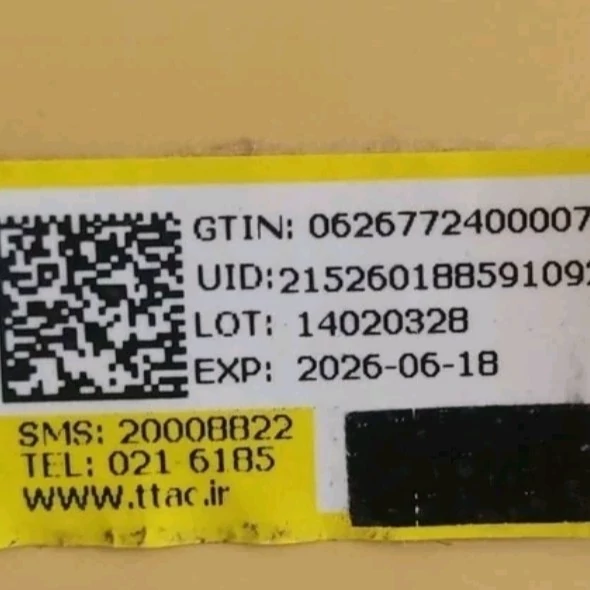 GTIN: 0626772400007
UID:215260188591092
LOT: 14020328
EXP: 2026-06-18
SMS: 20008822
TEL: 021 6185
WWW.ttac.ir